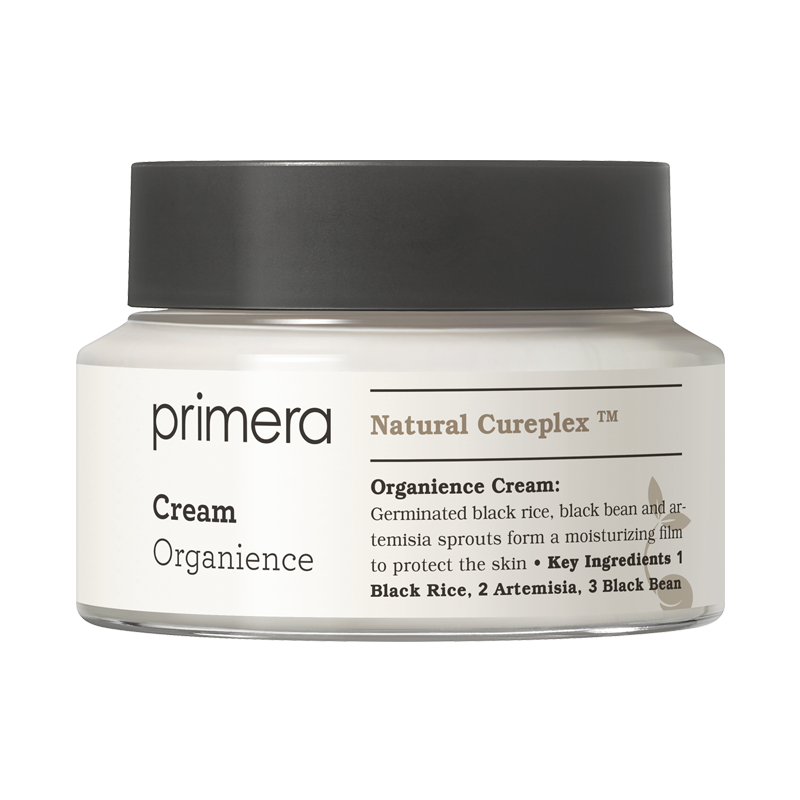 primera
Cream
Organience
Natural Cureplex ™
Organience Cream:
Germinated black rice, black bean and ar-
temisia sprouts form a moisturizing film
to protect the skin • Key Ingredients 1
Black Rice, 2 Artemisia, 3 Black Bean